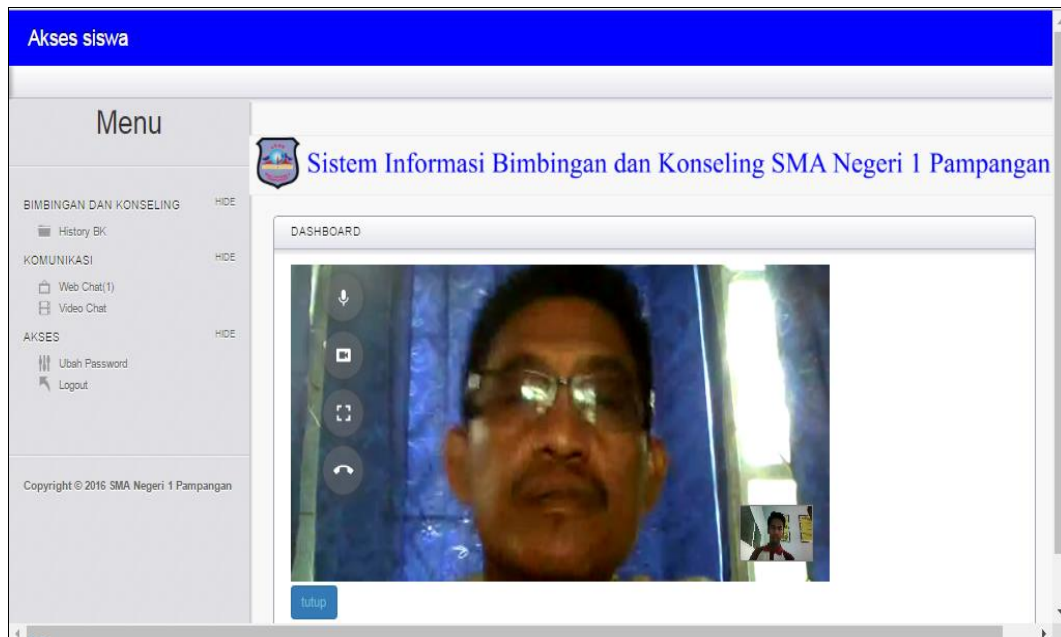 Akses siswa
Menu
Sistem Informasi Bimbingan dan Konseling SMA Negeri 1 Pampangan
BIMBINGAN DAN KONSELING HIDE
History BK
KOMUNIKASI HIDE
Web Chat(1)
Video Chat
AKSES HIDE
Ubah Password
Logout
Copyright © 2016 SMA Negeri 1 Pampangan
DASHBOARD
tutup